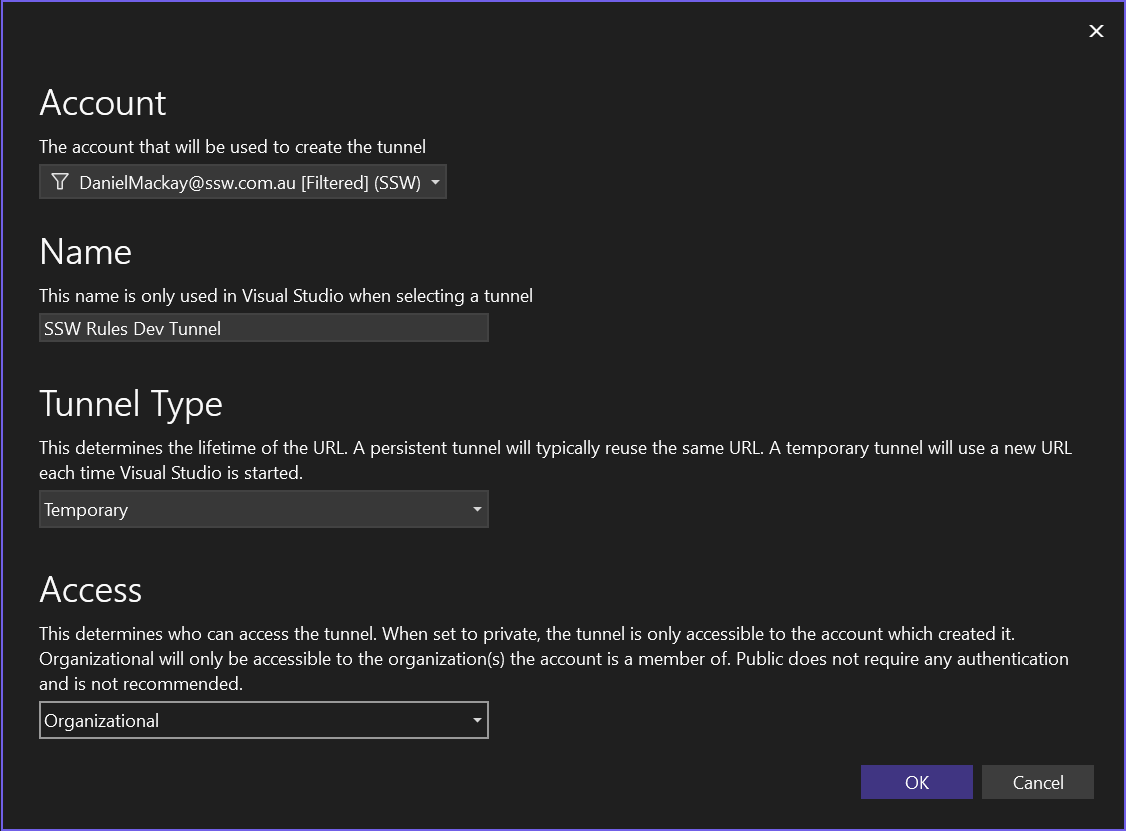 Account
The account that will be used to create the tunnel
DanielMackay@ssw.com.au [Filtered] (SSW)
Name
This name is only used in Visual Studio when selecting a tunnel
SSW Rules Dev Tunnel
Tunnel Type
This determines the lifetime of the URL. A persistent tunnel will typically reuse the same URL. A temporary tunnel will use a new URL
each time Visual Studio is started.
Temporary
Access
This determines who can access the tunnel. When set to private, the tunnel is only accessible to the account which created it.
Organizational will only be accessible to the organization(s) the account is a member of. Public does not require any authentication
and is not recommended.
Organizational
OK
Cancel